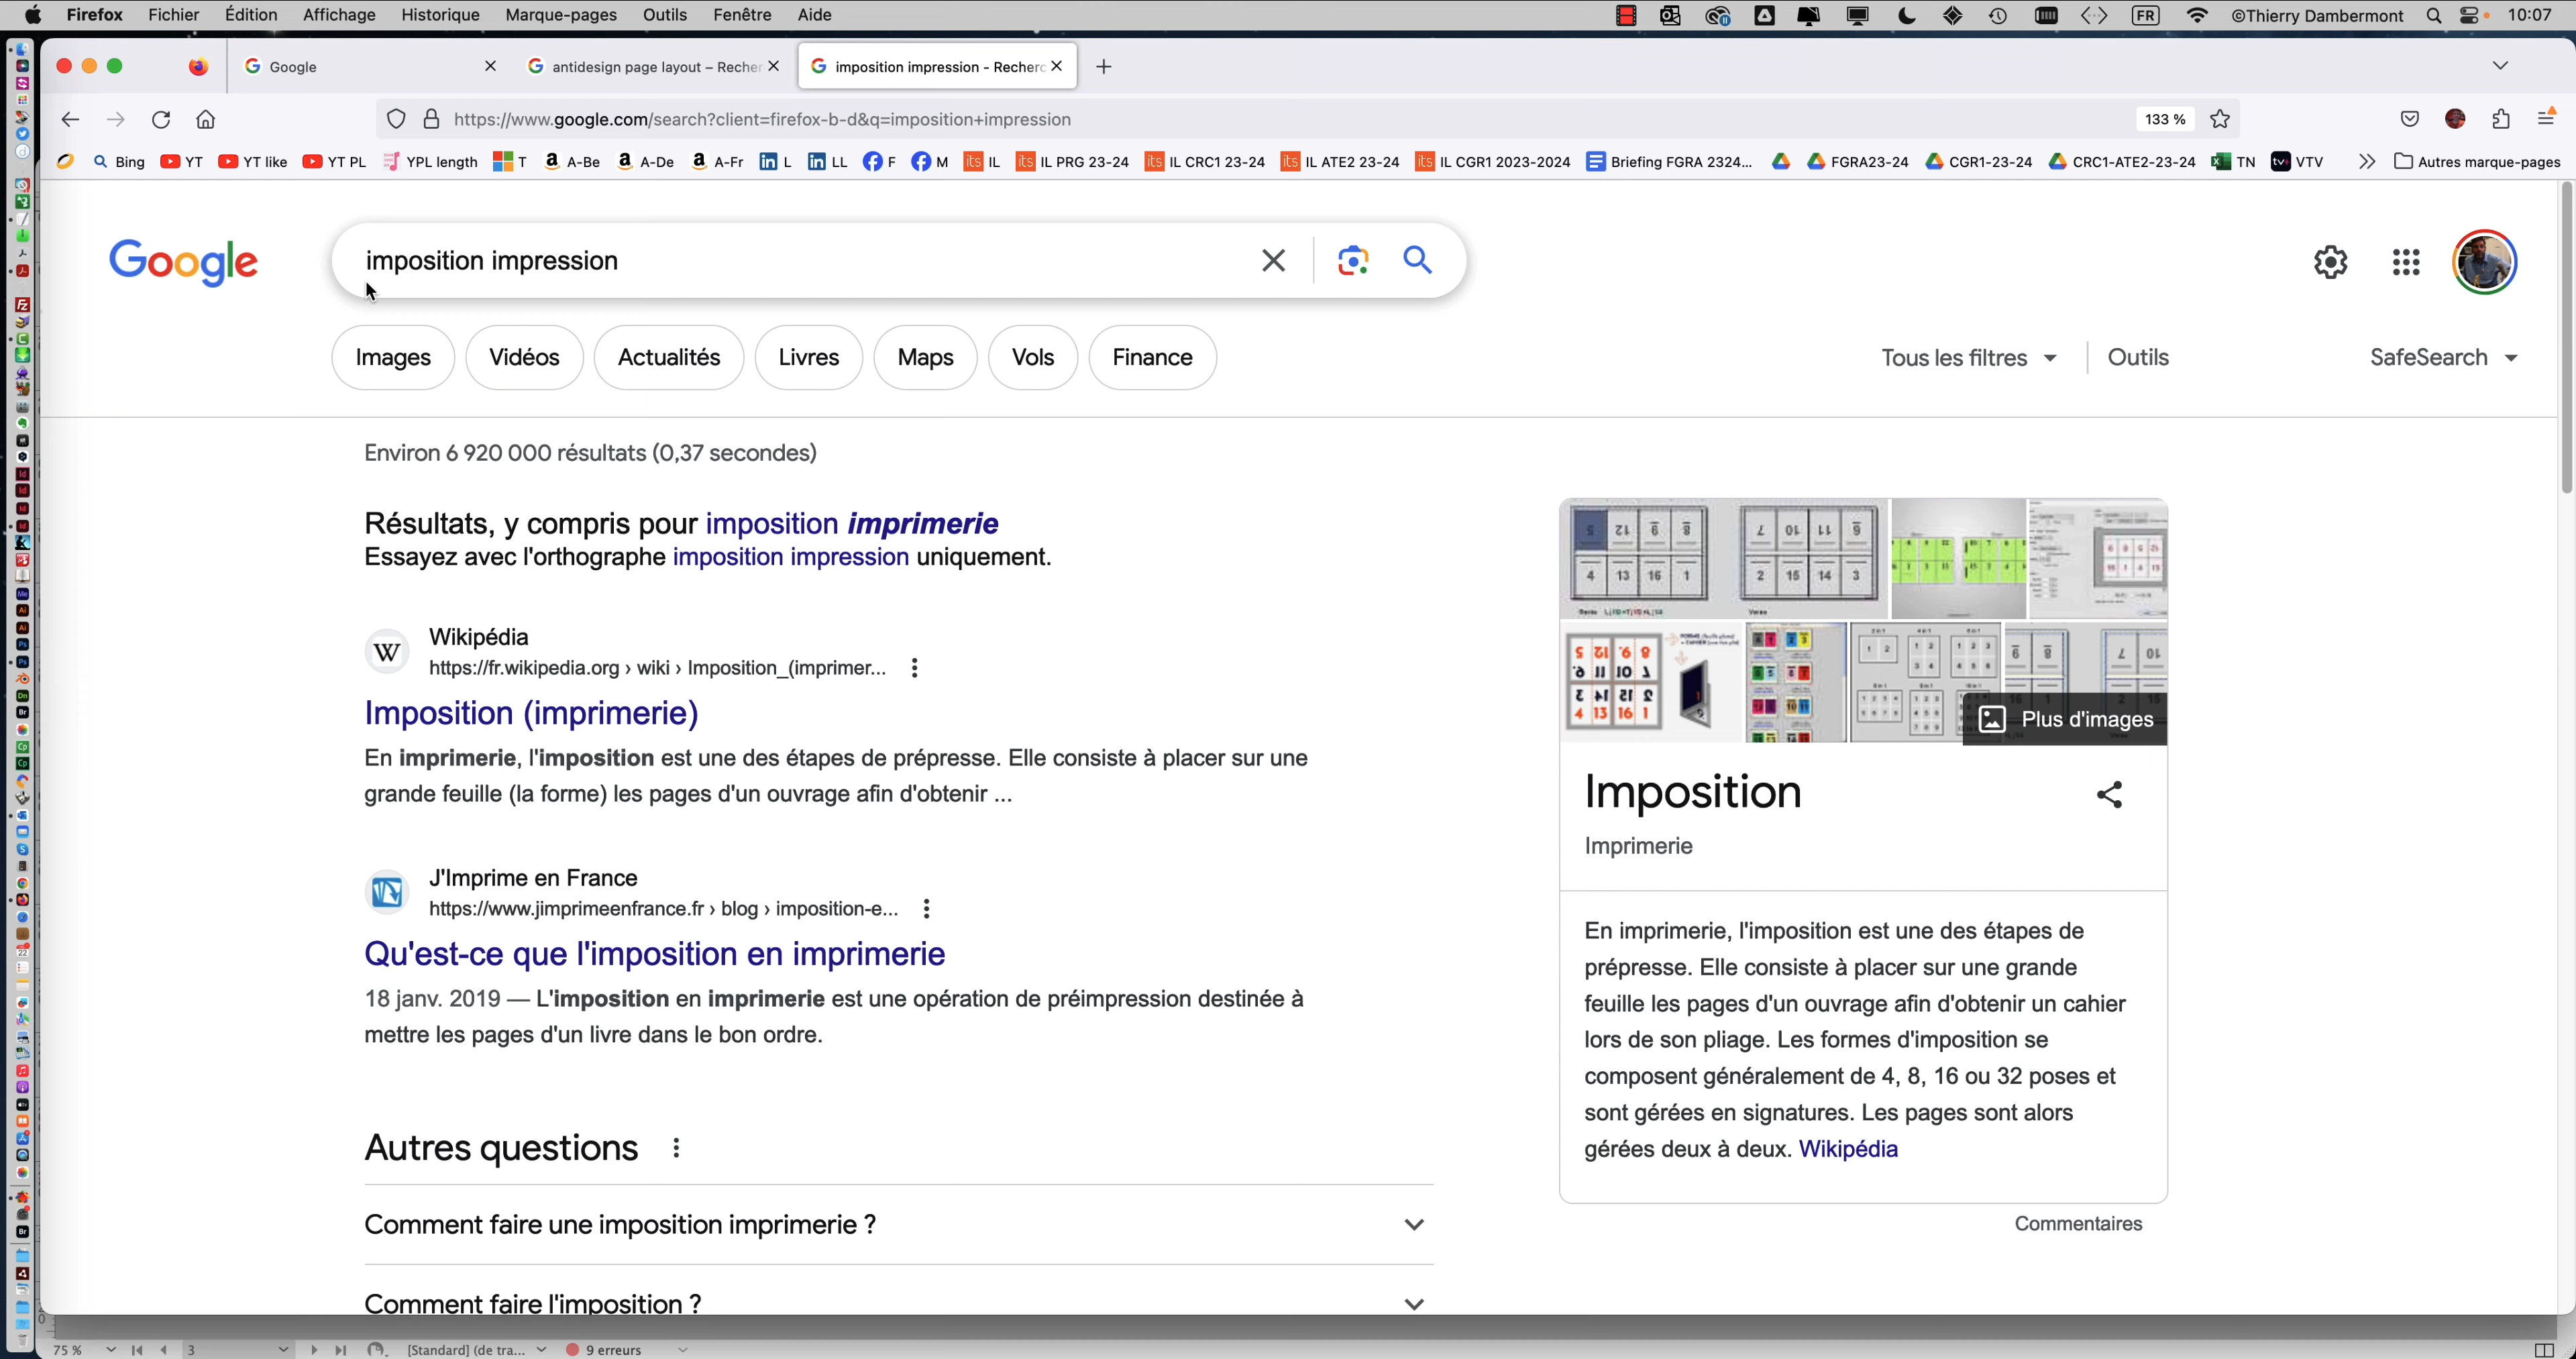 Firefox Fichier Édition Affichage Historique Marque-pages Outils Fenêtre Aide FR ©Thierry Dambermont 10:07
Google antidesign page layout – Recher imposition impression - Recherc
https://www.google.com/search?client=firefox-b-d&q=imposition+impression 133 %
Bing YT YT like YT PL YPL length T A-Be A-De A-Fr L LL F M IL IL PRG 23-24 IL CRC1 23-24 IL ATE2 23-24 IL CGR1 2023-2024 Briefing FGRA 2324... FGRA23-24 CGR1-23-24 CRC1-ATE2-23-24 TN VTV Autres marque-pages
Google imposition impression
Images Vidéos Actualités Livres Maps Vols Finance Tous les filtres Outils SafeSearch
Environ 6 920 000 résultats (0,37 secondes)
Résultats, y compris pour imposition imprimerie
Essayez avec l'orthographe imposition impression uniquement.
Wikipédia
https://fr.wikipedia.org › wiki › Imposition_(imprimer...
Imposition (imprimerie)
En imprimerie, l'imposition est une des étapes de prépresse. Elle consiste à placer sur une
grande feuille (la forme) les pages d'un ouvrage afin d'obtenir ...
J'Imprime en France
https://www.jimprimeenfrance.fr › blog › imposition-e...
Qu'est-ce que l'imposition en imprimerie
18 janv. 2019 — L'imposition en imprimerie est une opération de préimpression destinée à
mettre les pages d'un livre dans le bon ordre.
Autres questions
Comment faire une imposition imprimerie ?
Comment faire l'imposition ?
Plus d'images
Imposition
Imprimerie
En imprimerie, l'imposition est une des étapes de
prépresse. Elle consiste à placer sur une grande
feuille les pages d'un ouvrage afin d'obtenir un cahier
lors de son pliage. Les formes d'imposition se
composent généralement de 4, 8, 16 ou 32 poses et
sont gérées en signatures. Les pages sont alors
gérées deux à deux. Wikipédia
Commentaires
75 % 3 [Standard] (de tra... 9 erreurs